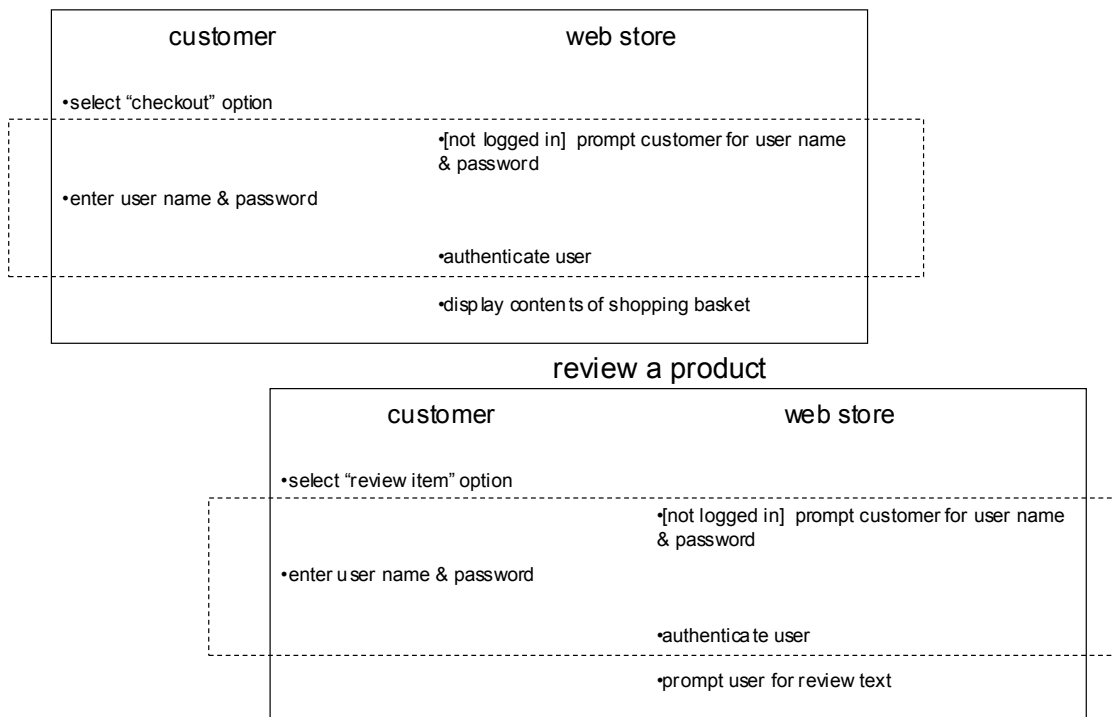 customer web store
•select “checkout” option
•[not logged in] prompt customer for user name
& password
•enter user name & password
•authenticate user
•display contents of shopping basket
review a product
customer web store
•select “review item” option
•[not logged in] prompt customer for user name
& password
•enter user name & password
•authenticate user
•prompt user for review text